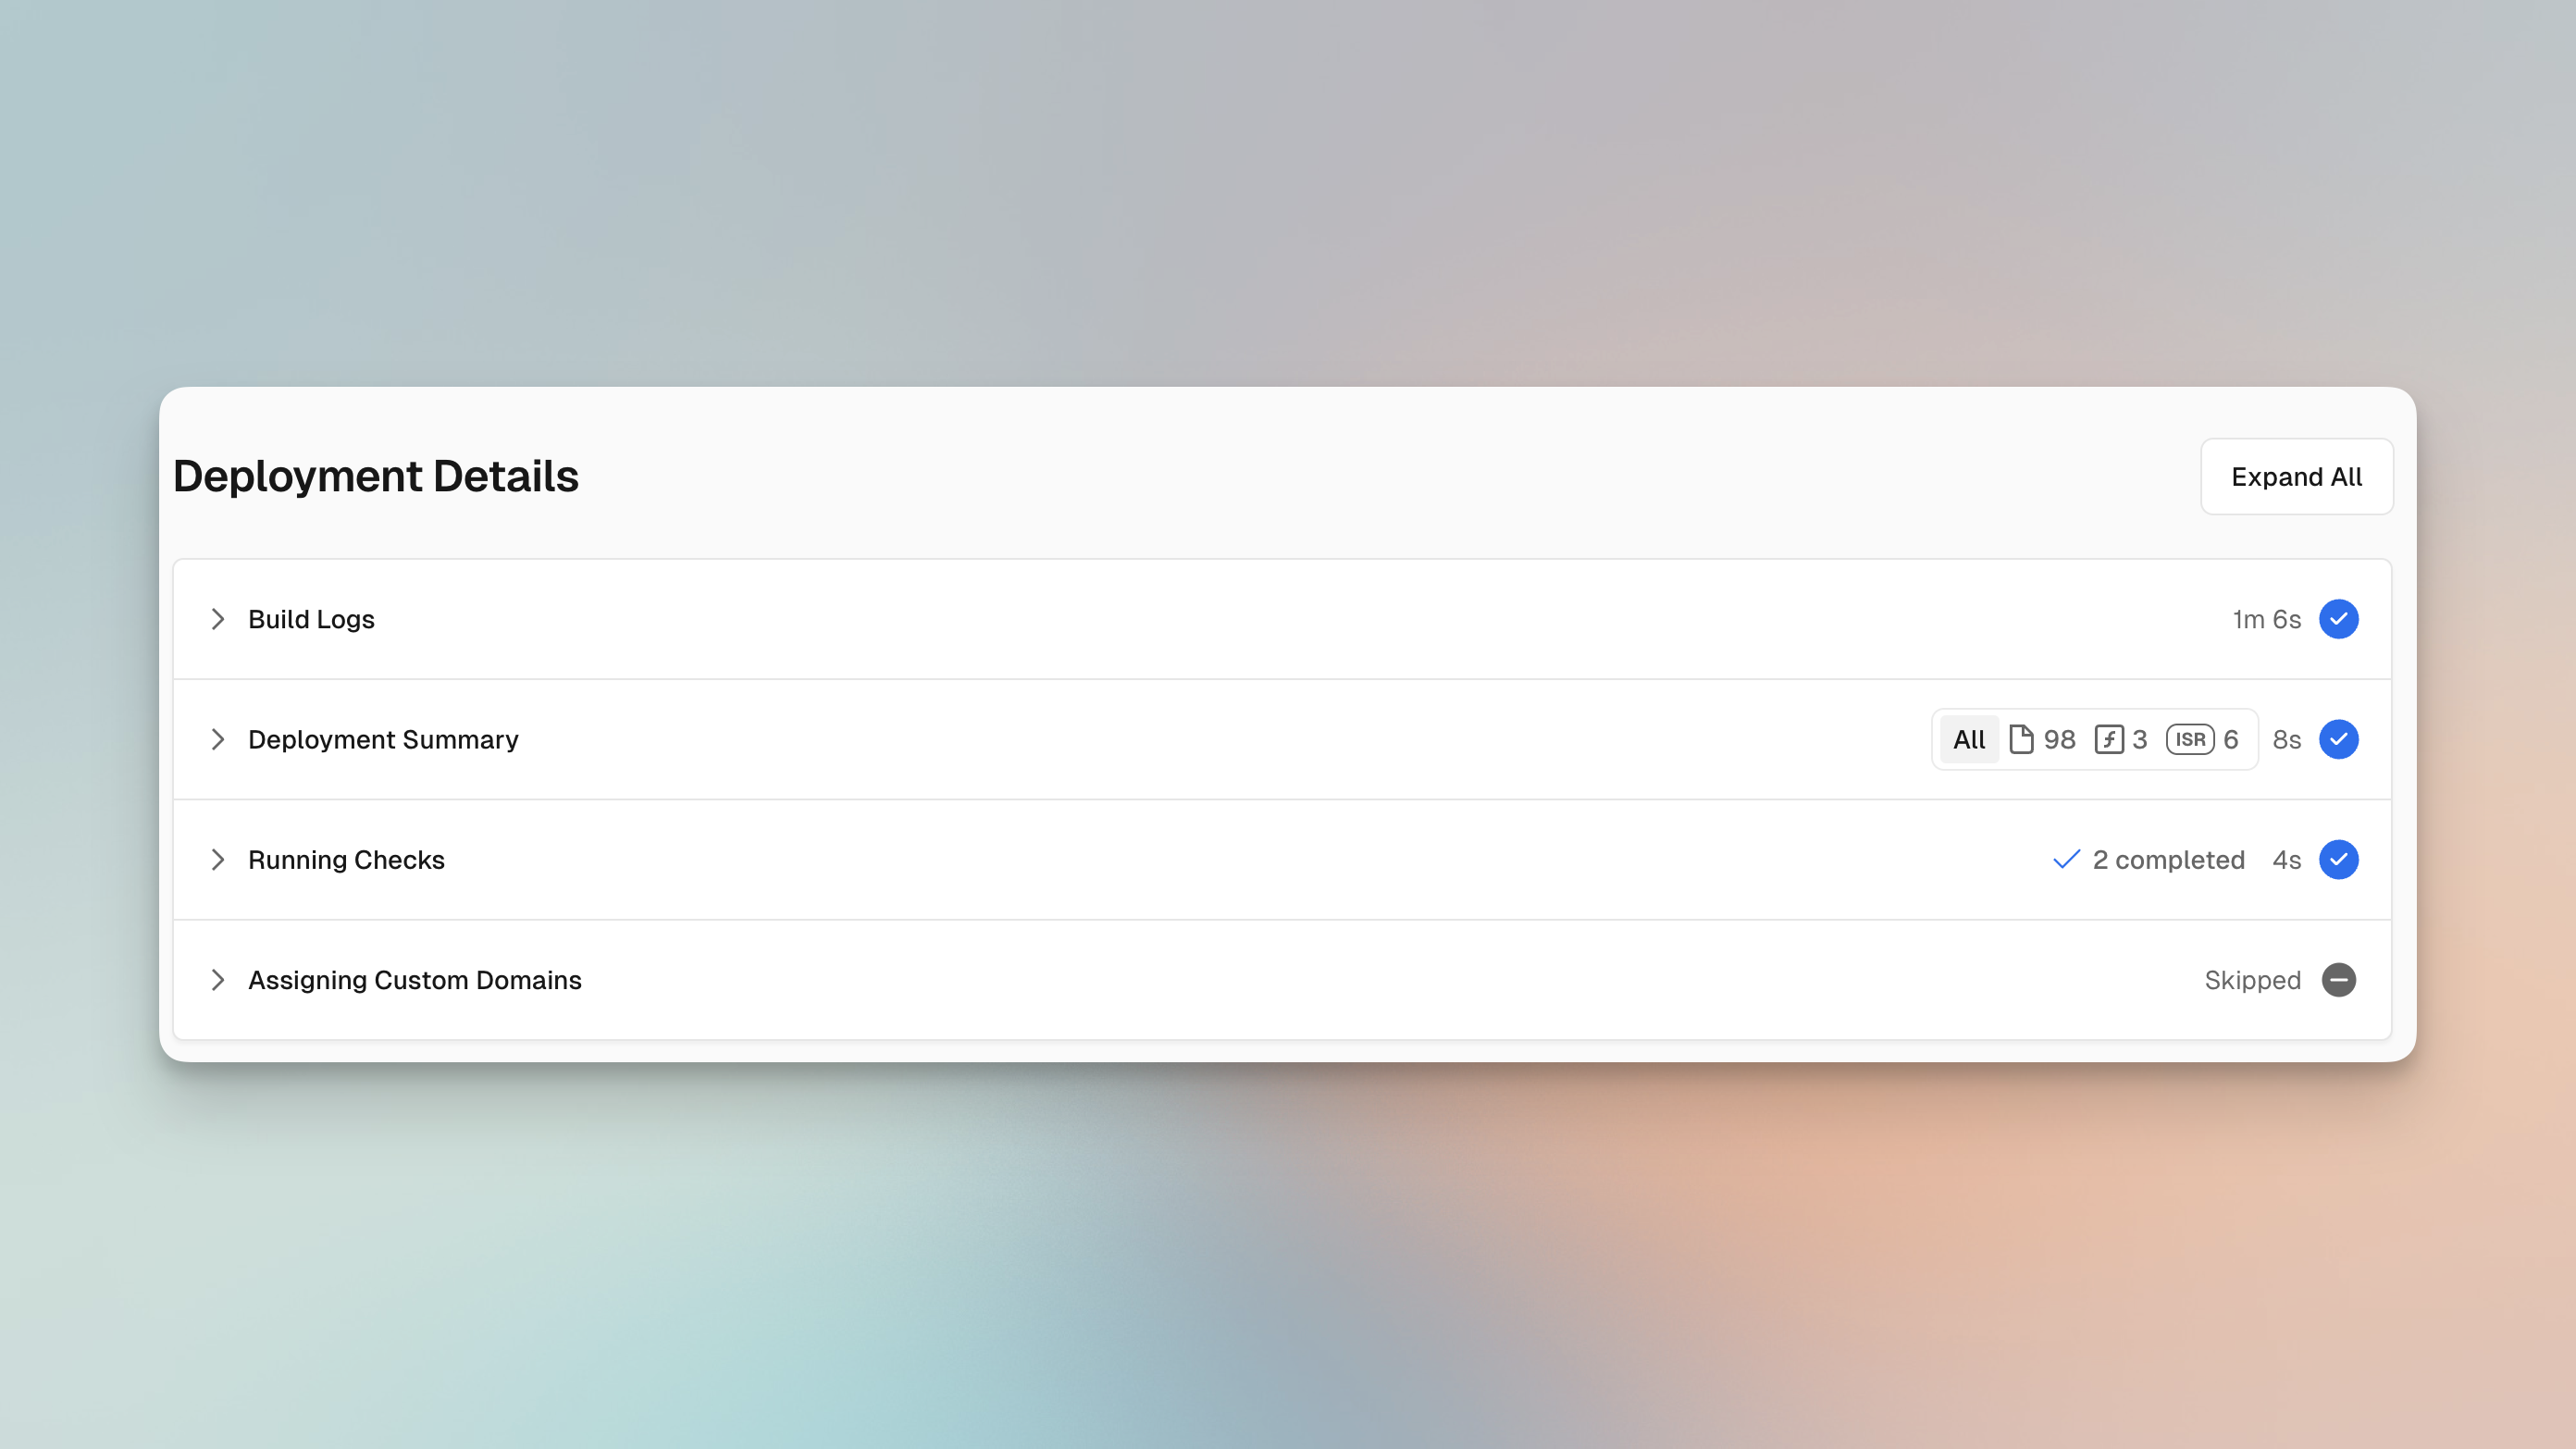 Deployment Details
Expand All
Build Logs 1m 6s
Deployment Summary All 98 3 ISR 6 8s
Running Checks 2 completed 4s
Assigning Custom Domains Skipped